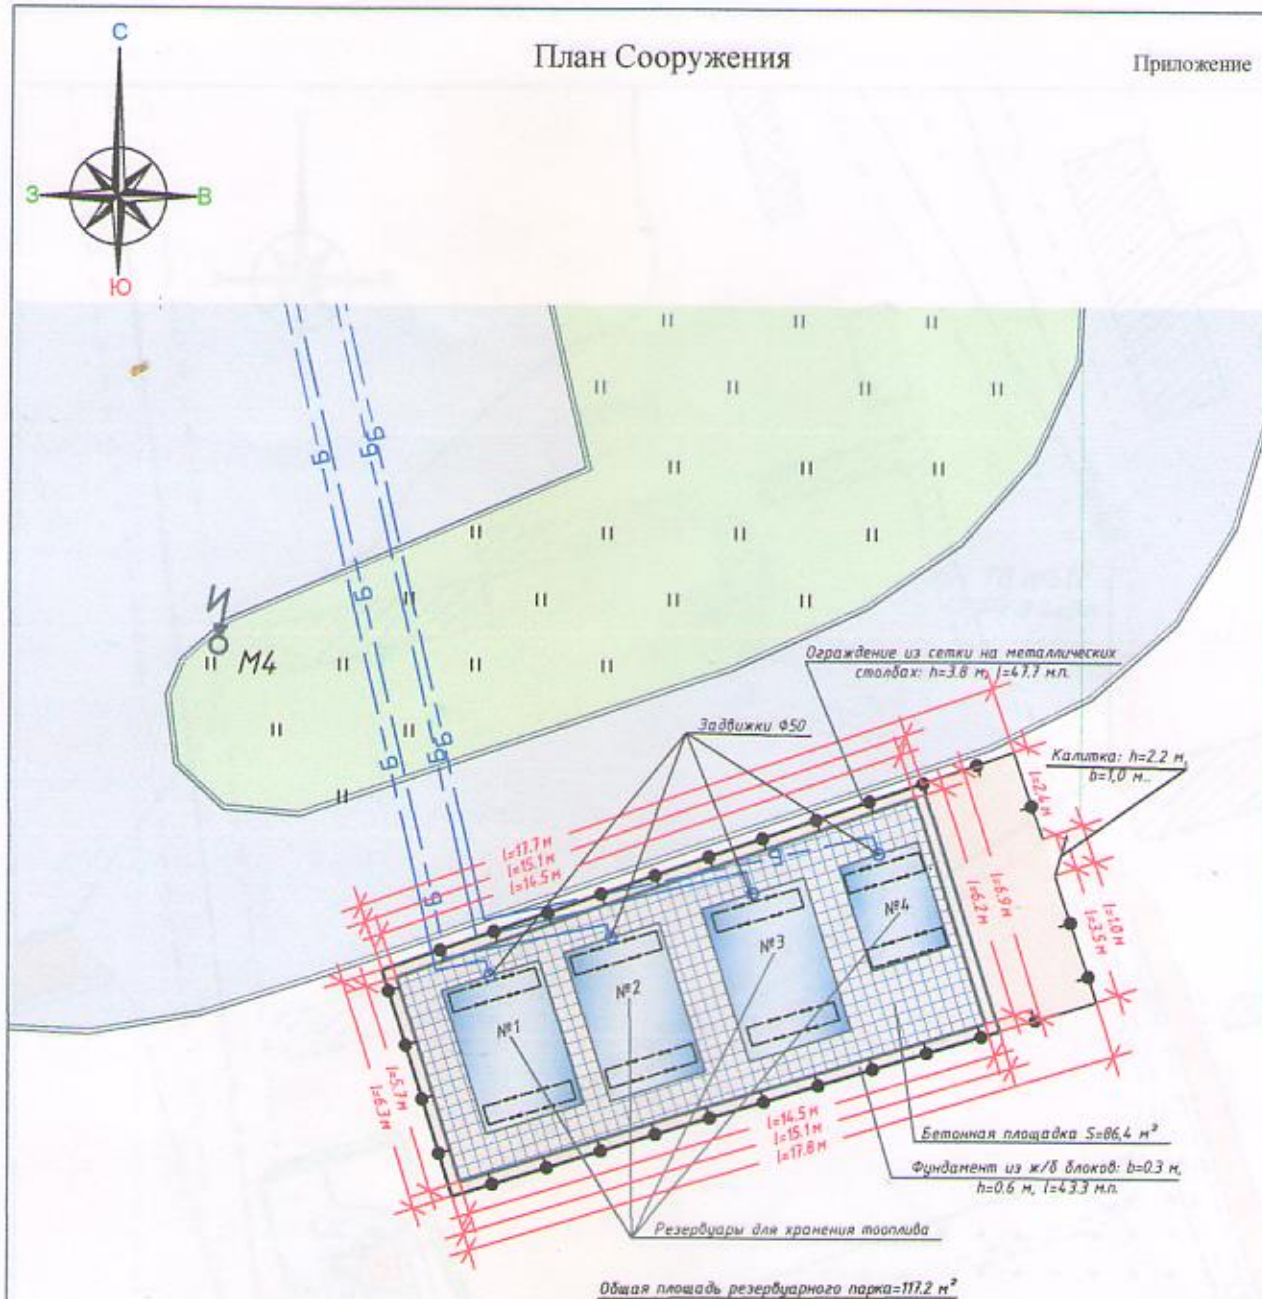 С
План Сооружения
Приложение
З
В
Ю
Б
Б
Б
Б
Б
М4
Ограждение из сетки на металлических
столбах: h=3.8 м, l=47.7 м.п.
Задвижки Ф50
Б
Б
Б
Калитка: h=2.2 м,
b=1,0 м..
l=2.4 м
l=17.7 м
l=15.1 м
l=14.5 м
Б
Б
l=6.9 м
l=6.2 м
l=1.0 м
l=3.5 м
№4
№3
№2
№1
l=5.7 м
l=6.3 м
l=14.5 м
l=15.1 м
l=17.8 м
Бетонная площадка S=86,4 м²
Фундамент из ж/б блоков: b=0.3 м,
h=0.6 м, l=43.3 м.п.
Резервуары для хранения тооплива
Общая площадь резервуарного парка=117.2 м²